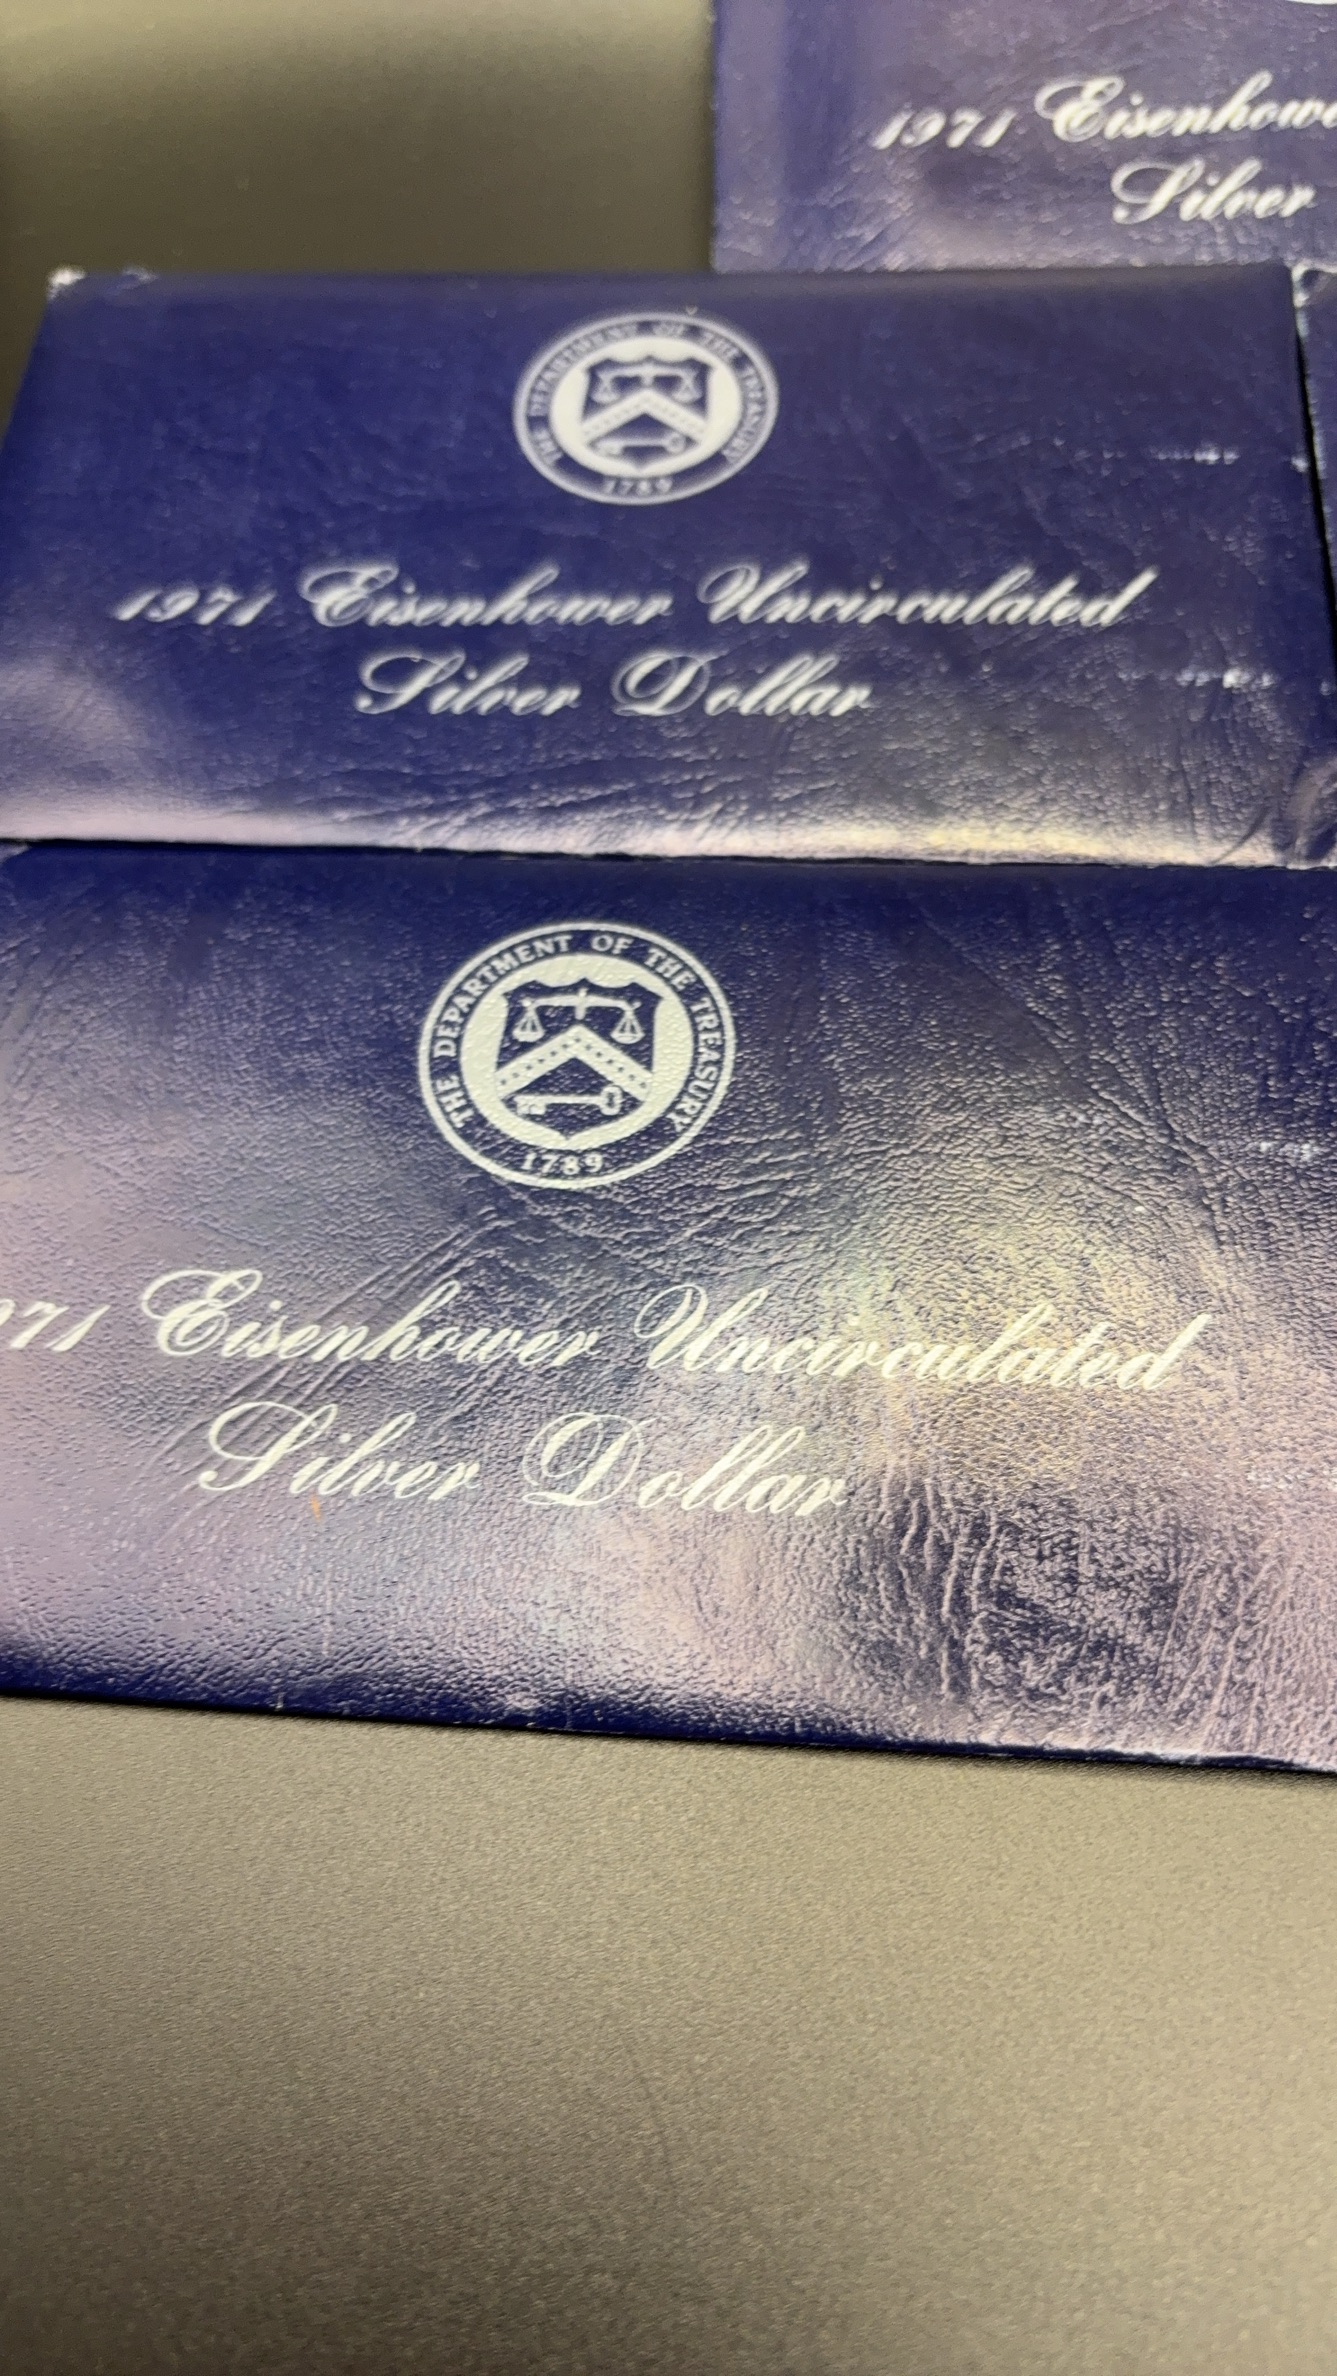 1971 Eisenhowe
Silver
THE DEPARTMENT OF THE TREASURY
1789
1971 Eisenhower Uncirculated
Silver Dollar
THE DEPARTMENT OF THE TREASURY
1789
971 Eisenhower Uncirculated
Silver Dollar